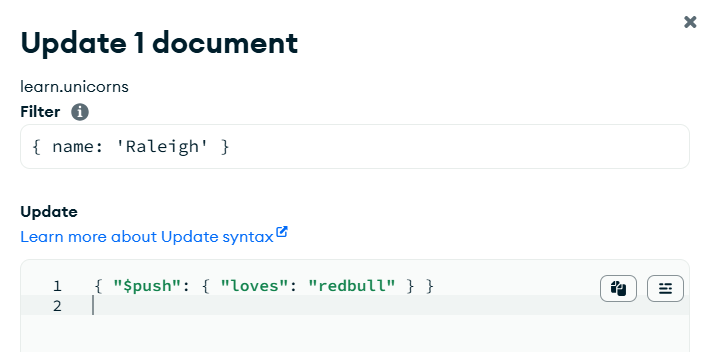 Update 1 document
learn.unicorns
Filter
{ name: 'Raleigh' }
Update
Learn more about Update syntax
1 { "$push": { "loves": "redbull" } }
2